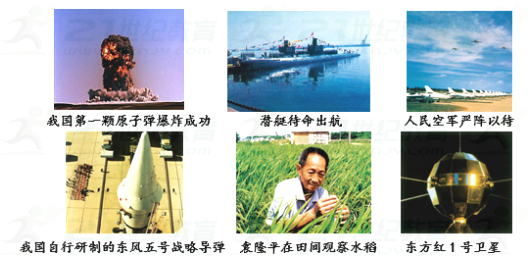 我国第一颗原子弹爆炸成功 潜艇待命出航 人民空军严阵以待
我国自行研制的东风五号战略导弹 袁隆平在田间观察水稻 东方红1号卫星